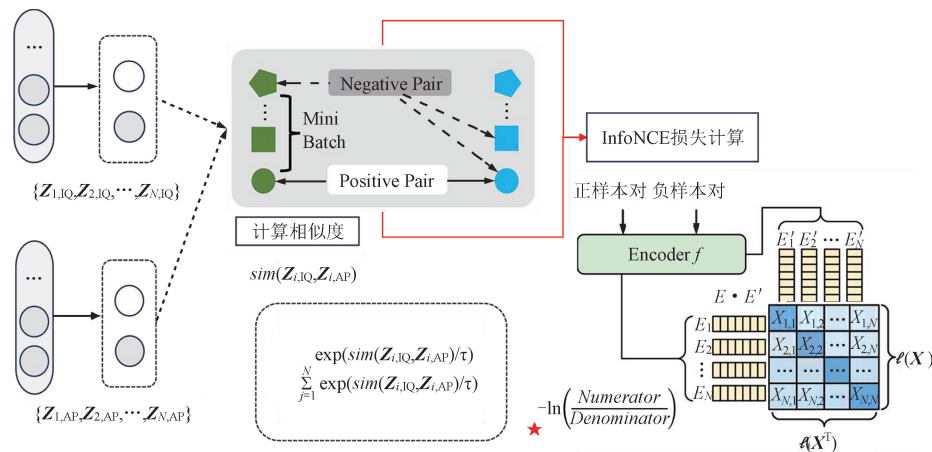 ...
{Z1,IQ,Z2,IQ,⋯,ZN,IQ}
...
{Z1,AP,Z2,AP,⋯,ZN,AP}
Negative Pair
Mini
Batch
Positive Pair
计算相似度
sim(Zi,IQ,Zi,AP)
exp(sim(Zi,IQ,Zi,AP)/τ)
N
∑ exp(sim(Zi,IQ,Zi,AP)/τ)
j=1
InfoNCE损失计算
正样本对 负样本对
Encoder f
E′1 E′2 ⋯ E′N
E • E′
E1
E2
⋮
EN
X1,1 X1,2 ⋯ X1,N
X2,1 X2,2 ⋯ X2,N
⋯ ⋯ ⋯ ⋯
XN,1 XN,2 ⋯ XN,N
ℓ(X)
ℓ(XT)
−ln(Numerator/Denominator)